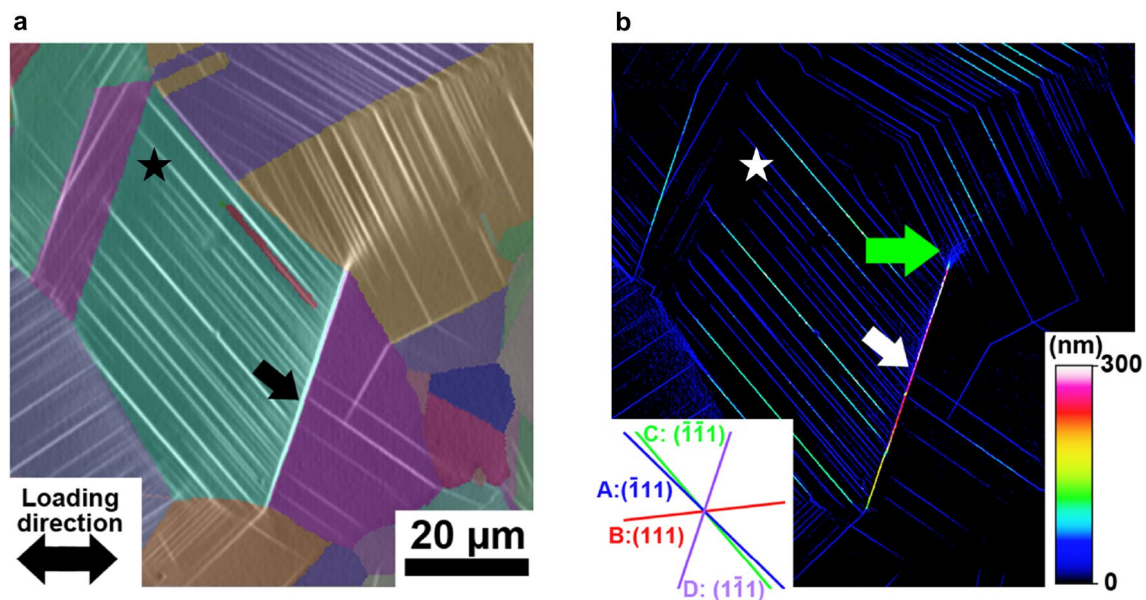 a
b
Loading
direction
20 μm
(nm)
300
0
C: (1̄1̄1)
A:(1̄11)
B:(111)
D: (11̄1)